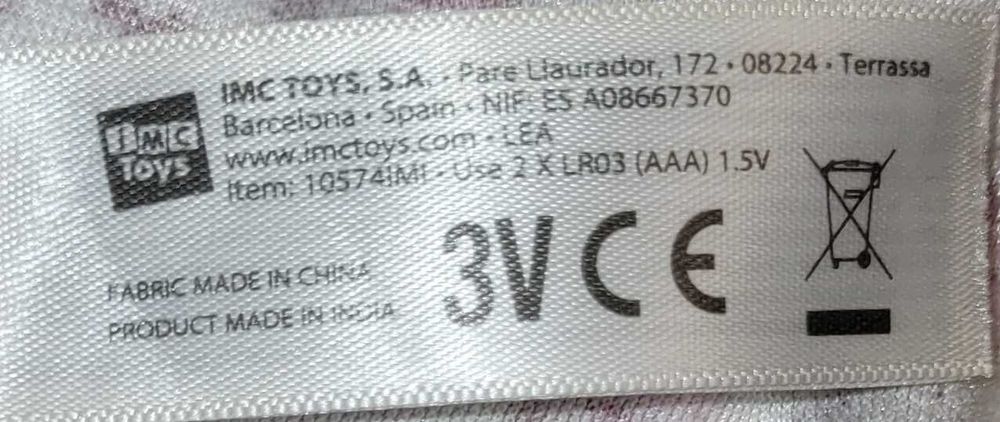 IMC
TOYS
IMC TOYS, S.A. · Pare Llaurador, 172 · 08224 · Terrassa
Barcelona · Spain · NIF: ES A08667370
www.imctoys.com · LEA
Item: 10574IMI · Use 2 X LR03 (AAA) 1.5V
3V CE
FABRIC MADE IN CHINA
PRODUCT MADE IN INDIA